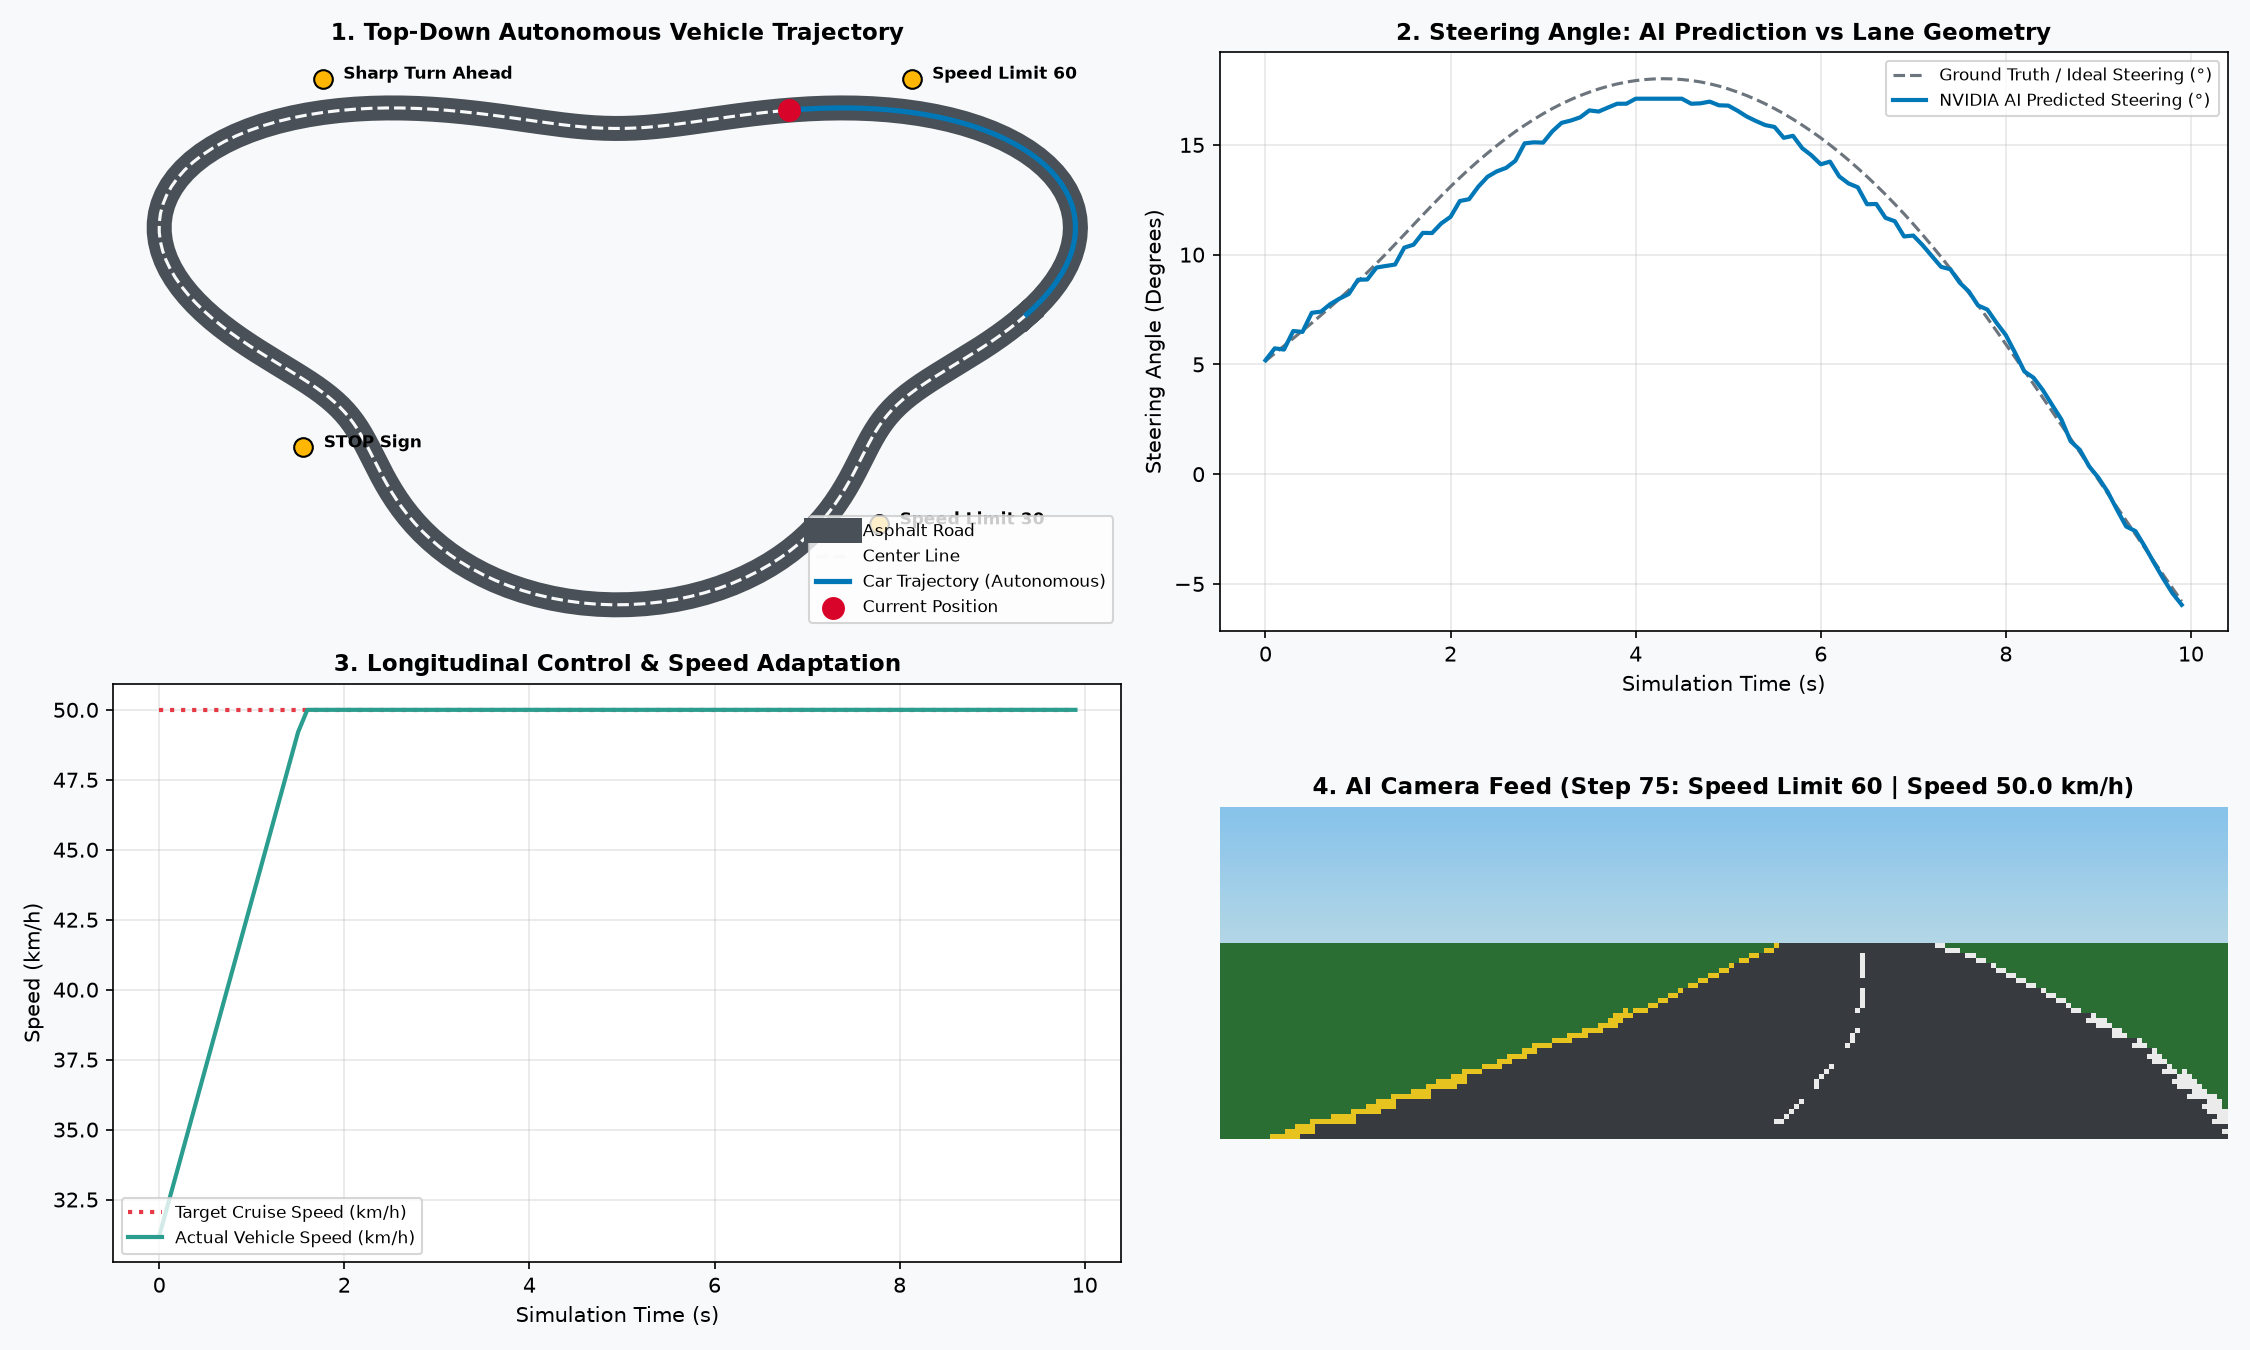 1. Top-Down Autonomous Vehicle Trajectory
Sharp Turn Ahead
Speed Limit 60
STOP Sign
Speed Limit 30
Asphalt Road
Center Line
Car Trajectory (Autonomous)
Current Position
2. Steering Angle: AI Prediction vs Lane Geometry
Ground Truth / Ideal Steering (°)
NVIDIA AI Predicted Steering (°)
Steering Angle (Degrees)
15
10
5
0
−5
0 2 4 6 8 10
Simulation Time (s)
3. Longitudinal Control & Speed Adaptation
Speed (km/h)
50.0
47.5
45.0
42.5
40.0
37.5
35.0
32.5
Target Cruise Speed (km/h)
Actual Vehicle Speed (km/h)
0 2 4 6 8 10
Simulation Time (s)
4. AI Camera Feed (Step 75: Speed Limit 60 | Speed 50.0 km/h)